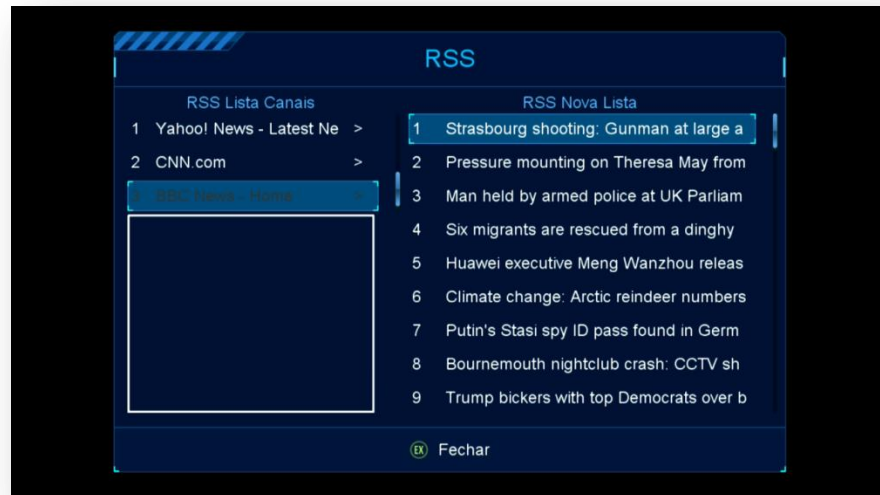 RSS
RSS Lista Canais
1 Yahoo! News - Latest Ne >
2 CNN.com >
3 BBC News - Home >
RSS Nova Lista
1 Strasbourg shooting: Gunman at large a
2 Pressure mounting on Theresa May from
3 Man held by armed police at UK Parliam
4 Six migrants are rescued from a dinghy
5 Huawei executive Meng Wanzhou releas
6 Climate change: Arctic reindeer numbers
7 Putin's Stasi spy ID pass found in Germ
8 Bournemouth nightclub crash: CCTV sh
9 Trump bickers with top Democrats over b
EX Fechar